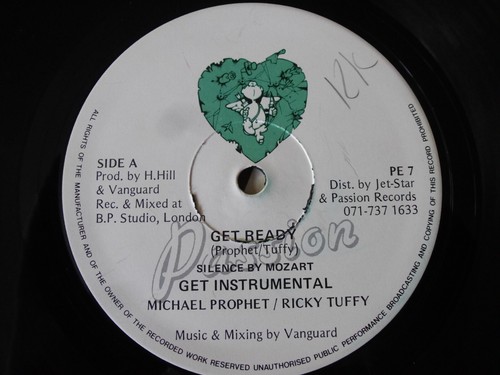 KK
SIDE A
Prod. by H.Hill
& Vanguard
Rec. & Mixed at
B.P. Studio, London
PE 7
Dist. by Jet-Star
& Passion Records
071-737 1633
Passion
GET READY
(Prophet/Tuffy)
SILENCE BY MOZART
GET INSTRUMENTAL
MICHAEL PROPHET / RICKY TUFFY
Music & Mixing by Vanguard
ALL RIGHTS OF THE MANUFACTURER AND OF THE OWNER OF THE RECORDED WORK RESERVED UNAUTHORISED PUBLIC PERFORMANCE BROADCASTING AND COPYING OF THIS RECORD PROHIBITED